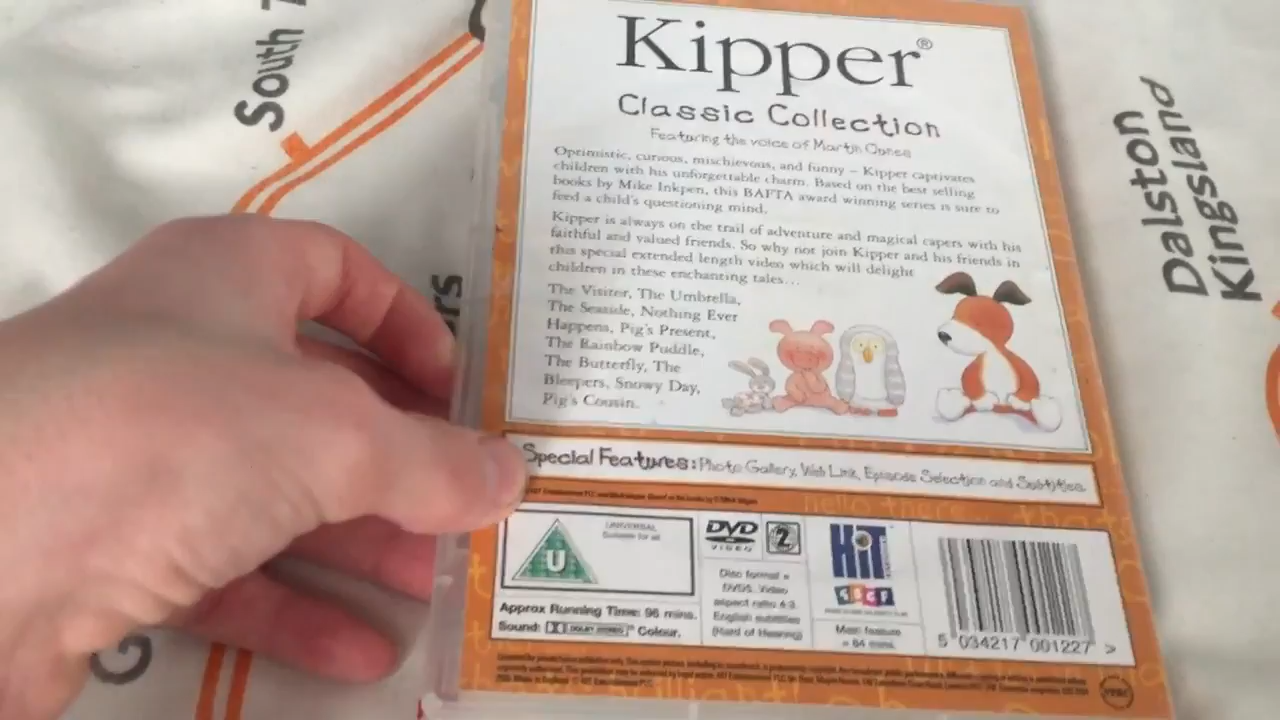 South
Dalston
Kingsland
Kipper®
Classic Collection
Featuring the voice of Martin
Optimistic, curious, mischievous, and funny – Kipper captivates
children with his unforgettable charm. Based on the best selling
books by Mike Inkpen, this BAFTA award winning series is sure to
feed a child's questioning mind.
Kipper is always on the trail of adventure and magical capers with his
faithful and valued friends. So why not join Kipper and his friends in
this special extended length video which will delight
children in these enchanting tales…
The Visitor, The Umbrella,
The Seaside, Nothing Ever
Happens, Pig's Present,
The Rainbow Puddle,
The Butterfly, The
Bleepers, Snowy Day,
Pig's Cousin.
Special Features: Photo Gallery, Web Link, Episode Selection and Subtitles
hello there
U
UNIVERSAL
Suitable for all
Approx Running Time: 96 mins.
Sound: DOLBY Colour.
DVD
VIDEO
2
Disc format =
DVD5. Video
aspect ratio 4:3
English subtitles
(Hard of Hearing)
HiT
Main feature
= 84 mins.
5 034217 001227 >